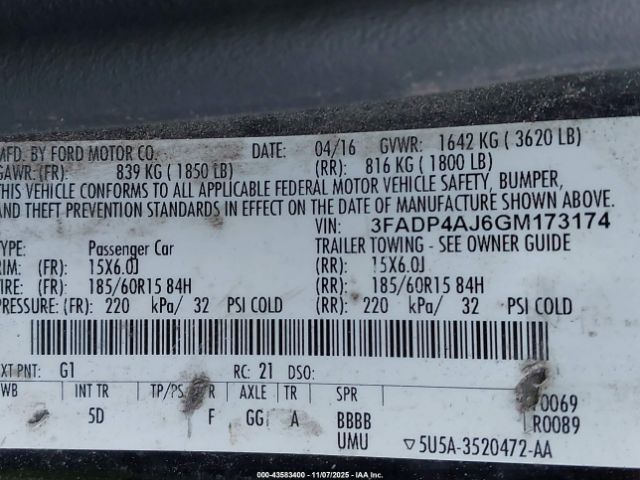 MFD. BY FORD MOTOR CO. DATE: 04/16 GVWR: 1642 KG ( 3620 LB)
GAWR: (FR): 839 KG ( 1850 LB) (RR): 816 KG ( 1800 LB)
THIS VEHICLE CONFORMS TO ALL APPLICABLE FEDERAL MOTOR VEHICLE SAFETY, BUMPER,
AND THEFT PREVENTION STANDARDS IN EFFECT ON THE DATE OF MANUFACTURE SHOWN ABOVE.
VIN: 3FADP4AJ6GM173174
TYPE: Passenger Car TRAILER TOWING - SEE OWNER GUIDE
RIM: (FR): 15X6.0J (RR): 15X6.0J
TIRE: (FR): 185/60R15 84H (RR): 185/60R15 84H
PRESSURE: (FR): 220 kPa/ 32 PSI COLD (RR): 220 kPa/ 32 PSI COLD
EXT PNT: G1 RC: 21 DSO:
WB INT TR TP/PS R AXLE TR SPR
5D F GG A BBBB
UMU
0069
R0089
▽5U5A-3520472-AA
000-43583400 - 11/07/2025 - IAA.com